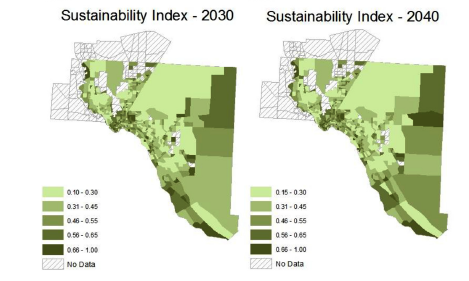 Sustainability Index - 2030
0.10 - 0.30
0.31 - 0.45
0.46 - 0.55
0.56 - 0.65
0.66 - 1.00
No Data
Sustainability Index - 2040
0.15 - 0.30
0.31 - 0.45
0.46 - 0.55
0.56 - 0.65
0.66 - 1.00
No Data